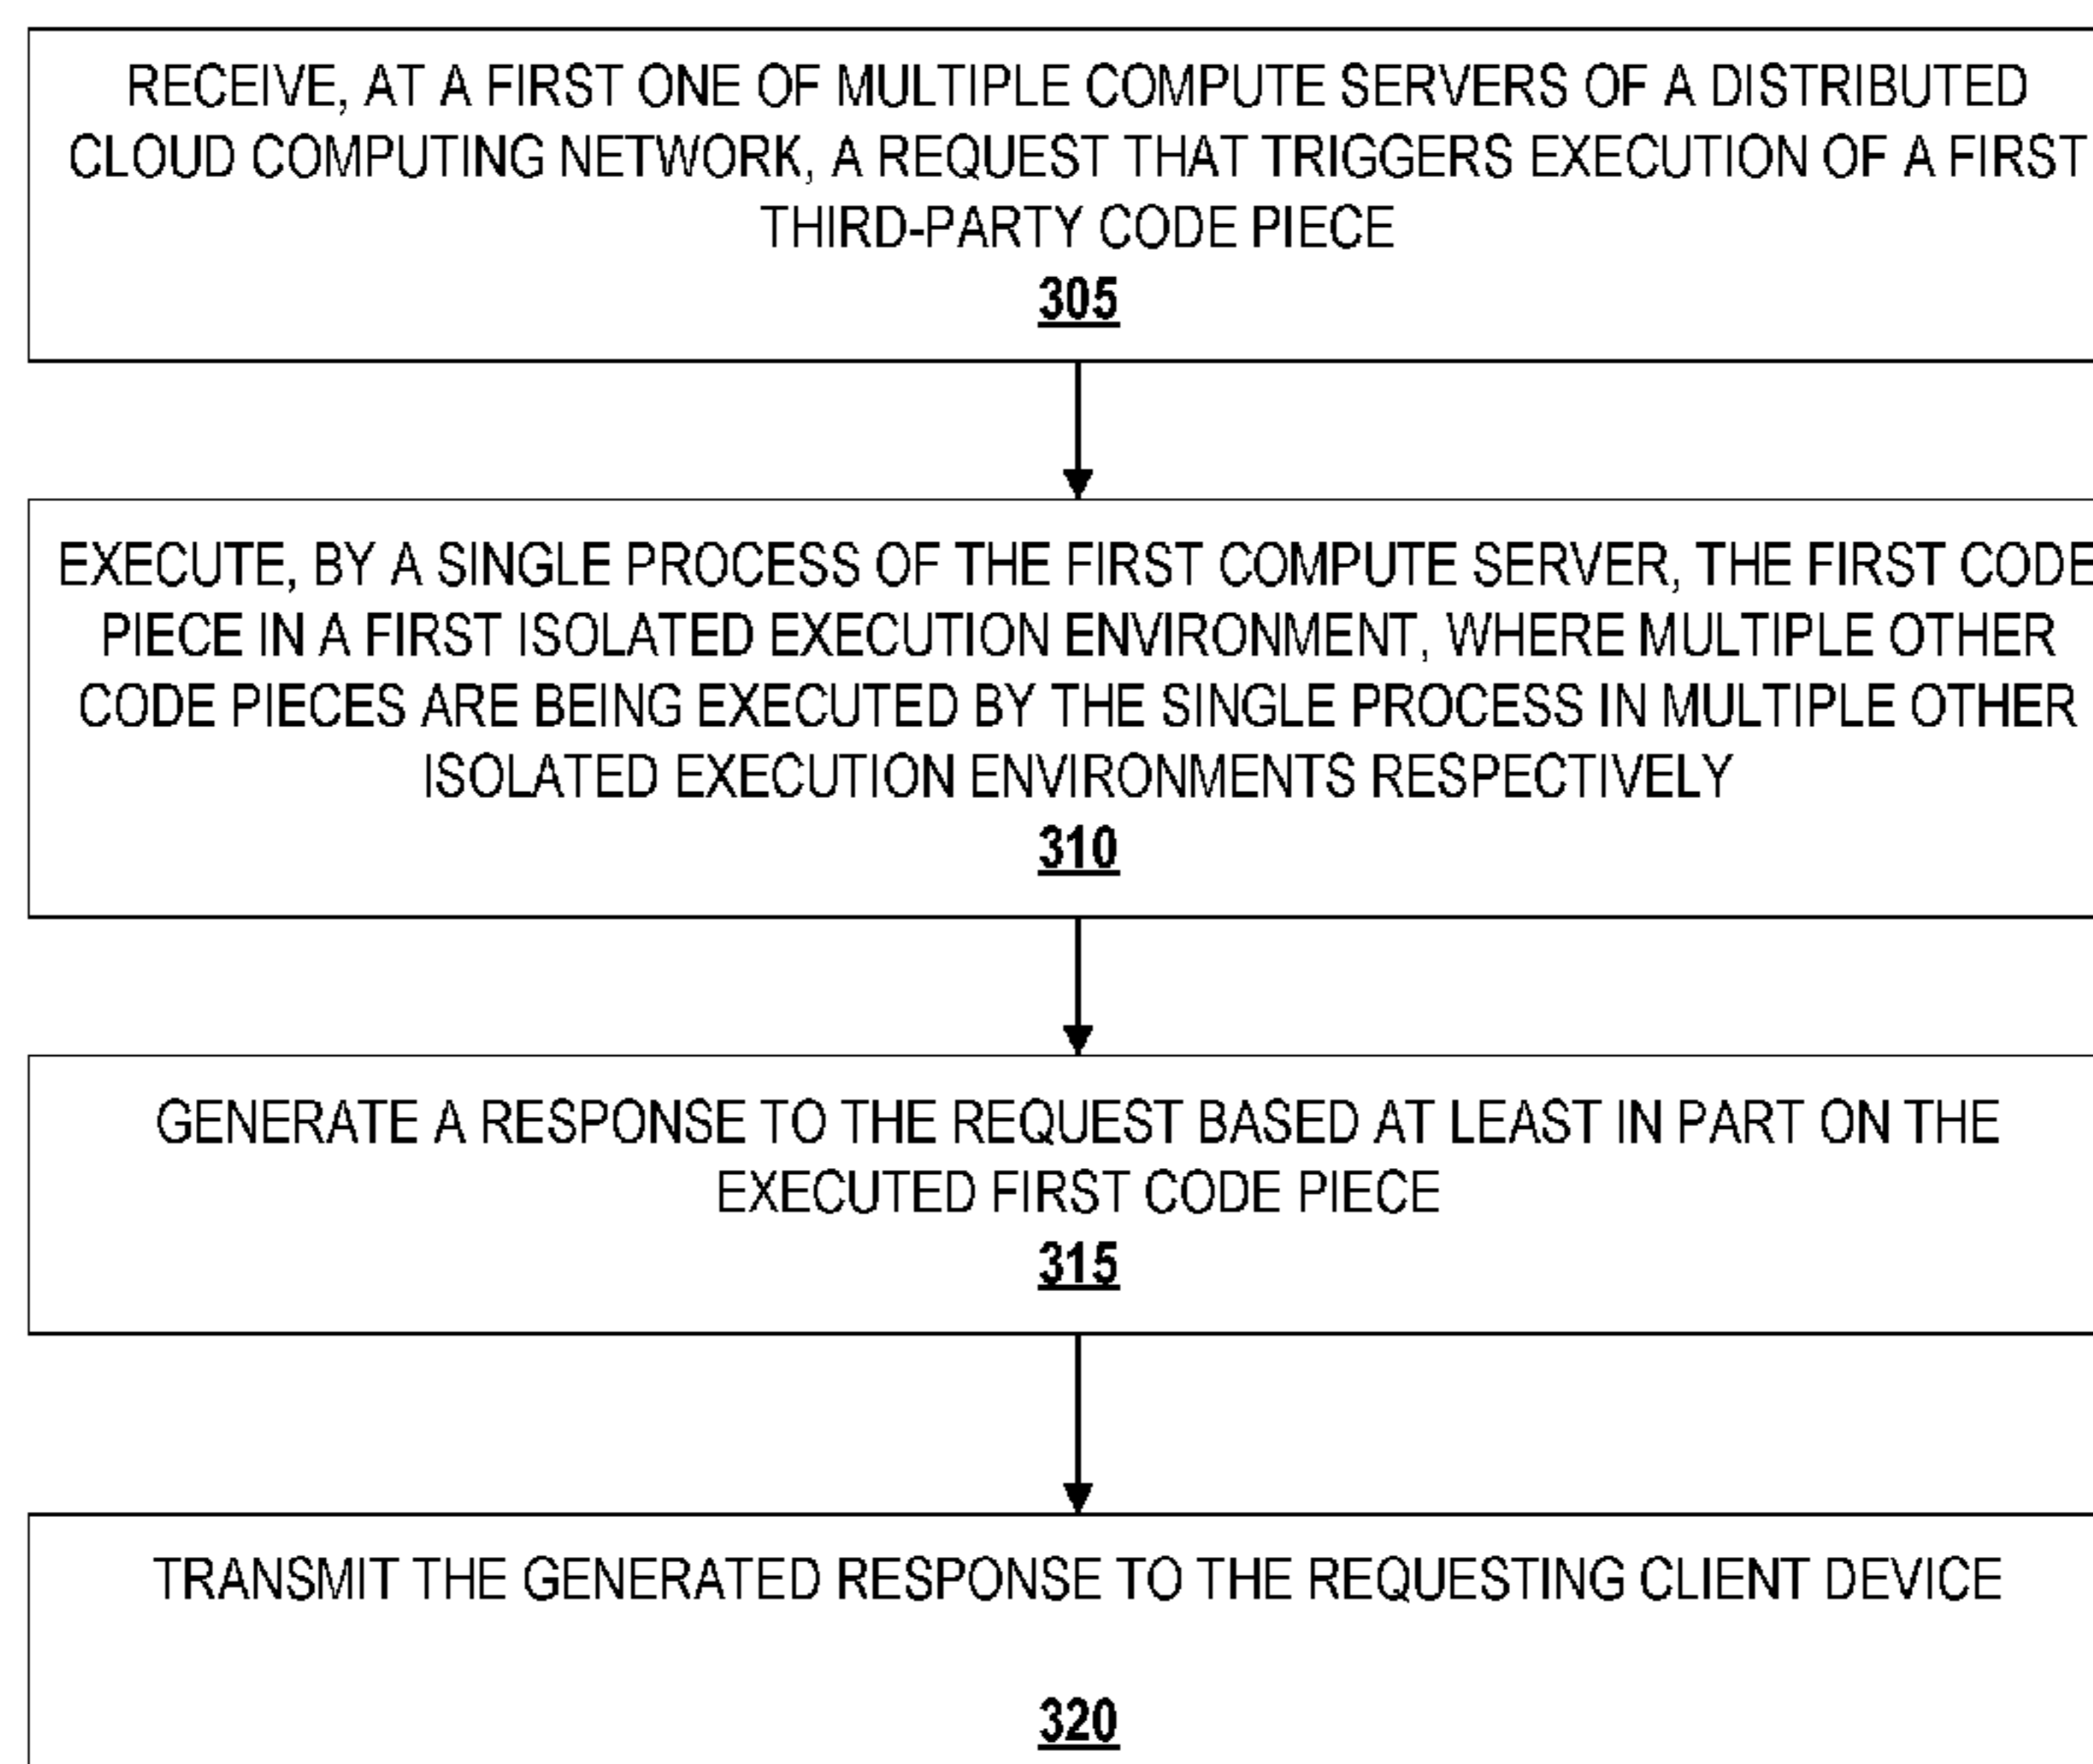 RECEIVE, AT A FIRST ONE OF MULTIPLE COMPUTE SERVERS OF A DISTRIBUTED
CLOUD COMPUTING NETWORK, A REQUEST THAT TRIGGERS EXECUTION OF A FIRST
THIRD-PARTY CODE PIECE
305
EXECUTE, BY A SINGLE PROCESS OF THE FIRST COMPUTE SERVER, THE FIRST CODE
PIECE IN A FIRST ISOLATED EXECUTION ENVIRONMENT, WHERE MULTIPLE OTHER
CODE PIECES ARE BEING EXECUTED BY THE SINGLE PROCESS IN MULTIPLE OTHER
ISOLATED EXECUTION ENVIRONMENTS RESPECTIVELY
310
GENERATE A RESPONSE TO THE REQUEST BASED AT LEAST IN PART ON THE
EXECUTED FIRST CODE PIECE
315
TRANSMIT THE GENERATED RESPONSE TO THE REQUESTING CLIENT DEVICE
320